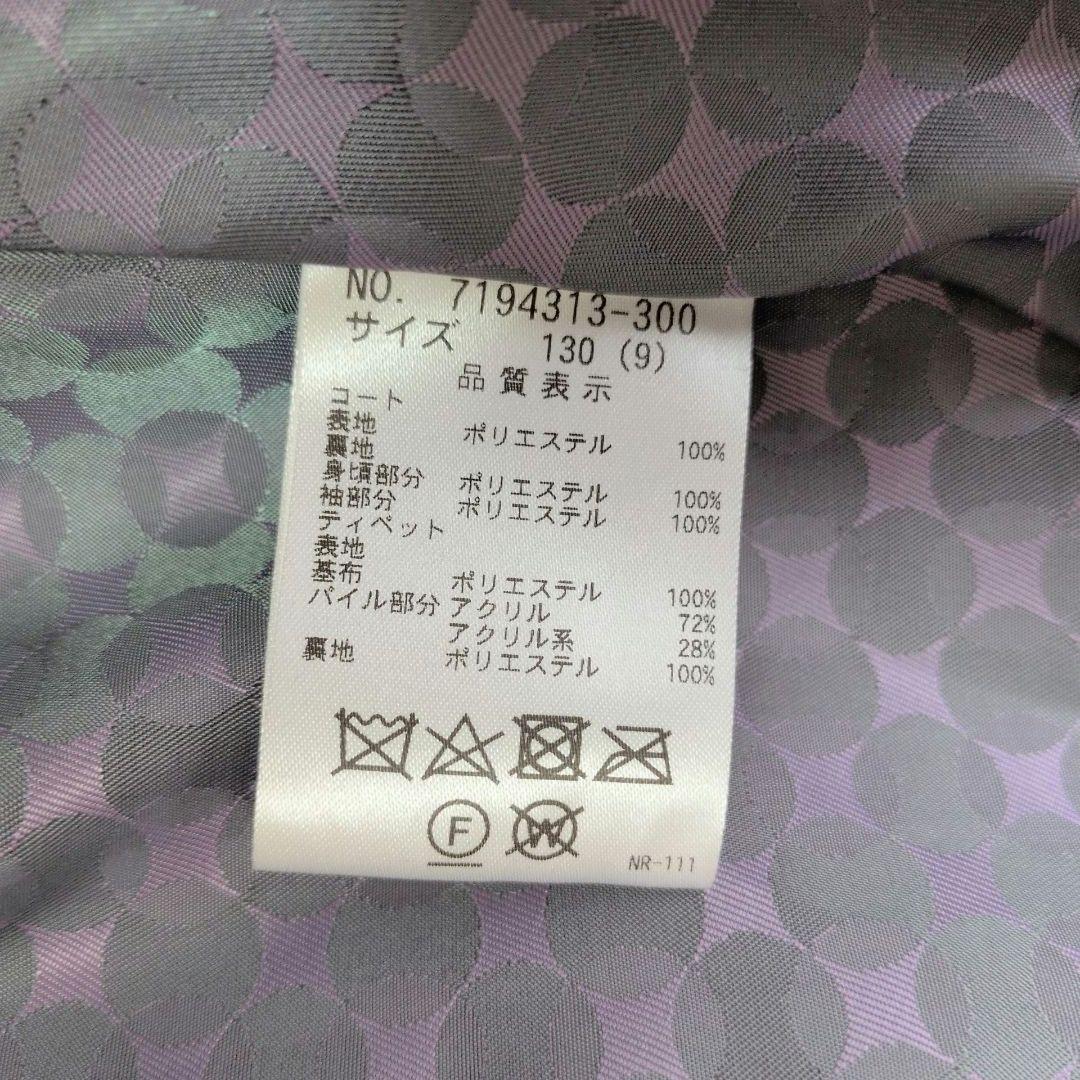 NO. 7194313-300
サイズ 130 (9)
品質表示
コート
表地 ポリエステル 100%
裏地
身頃部分 ポリエステル 100%
袖部分 ポリエステル 100%
ティペット
表地
基布 ポリエステル 100%
パイル部分 アクリル 72%
アクリル系 28%
裏地 ポリエステル 100%
F W
NR-111